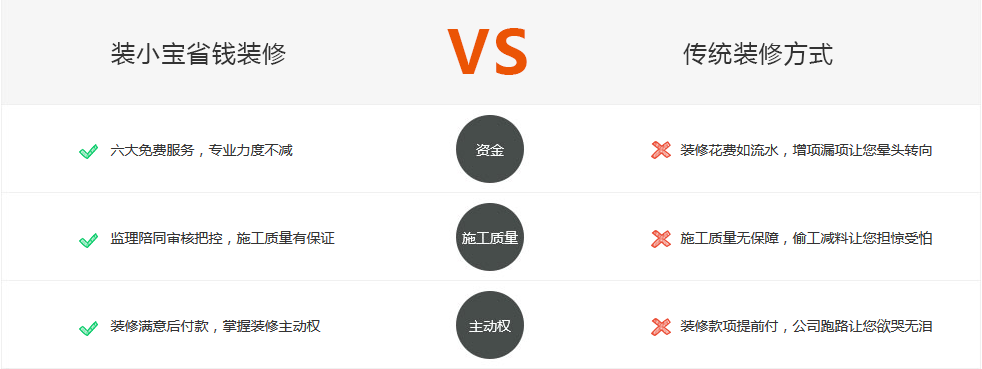 装小宝省钱装修
VS
传统装修方式
六大免费服务，专业力度不减
资金
装修花费如流水，增项漏项让您晕头转向
监理陪同审核把控，施工质量有保证
施工质量
施工质量无保障，偷工减料让您担惊受怕
装修满意后付款，掌握装修主动权
主动权
装修款项提前付，公司跑路让您欲哭无泪